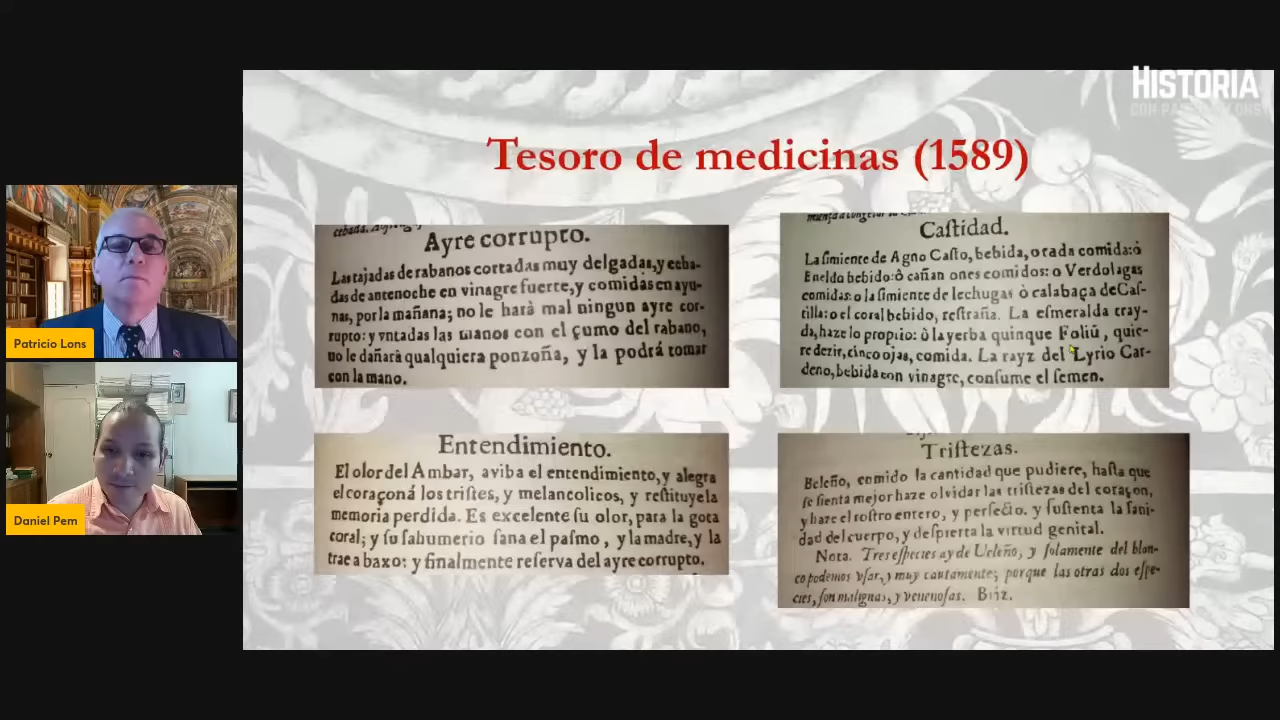 HISTORIA
CON PATRICIO LONS
Tesoro de medicinas (1589)
Ayre corrupto.
Las tajadas de rabanos cortadas muy delgadas, y echa-
das de antenoche en vinagre fuerte, y comidas en ayu-
nas, por la mañana; no le harà mal ningun ayre cor-
rupto: y vntadas las manos con el çumo del rabano,
no le dañarà qualquiera ponzoña, y la podrá tomar
con la mano.
Caſtidad.
La ſimiente de Agno Caſto, bebida, o rada comida: ò
Eneldo bebido: ô cañamones comidos: o Verdolagas
comidas: o la ſimiente de lechugas ò calabaça de Caſ-
tilla: o el coral bebido, reſtraña. La eſmeralda tray-
da, haze lo proprio: ò la yerba quinque Foliũ, quie-
re dezir, cinco ojas, comida. La rayz del Lyrio Car-
deno, bebida con vinagre, conſume el ſemen.
Entendimiento.
El olor del Ambar, aviba el entendimiento, y alegra
el coraçon á los triſtes, y melancolicos, y reſtituye la
memoria perdida. Es excelente ſu olor, para la gota
coral; y ſu ſahumerio ſana el paſmo, y la madre, y la
trae a baxo: y finalmente reſerva del ayre corrupto.
Triſtezas.
Beleño, comido la cantidad que pudiere, haſta que
ſe ſienta mejor haze olvidar las triſtezas del coraçon,
y haze el roſtro entero, y perfecto. y ſuſtenta la ſani-
dad del cuerpo, y deſpierta la virtud genital.
Nota. Tres eſpecies ay de Veleño, y ſolamente del blan-
co podemos vſar, y muy cautamente; porque las otras dos eſpe-
cies, ſon malignas, y venenoſas.
Patricio Lons
Daniel Pem